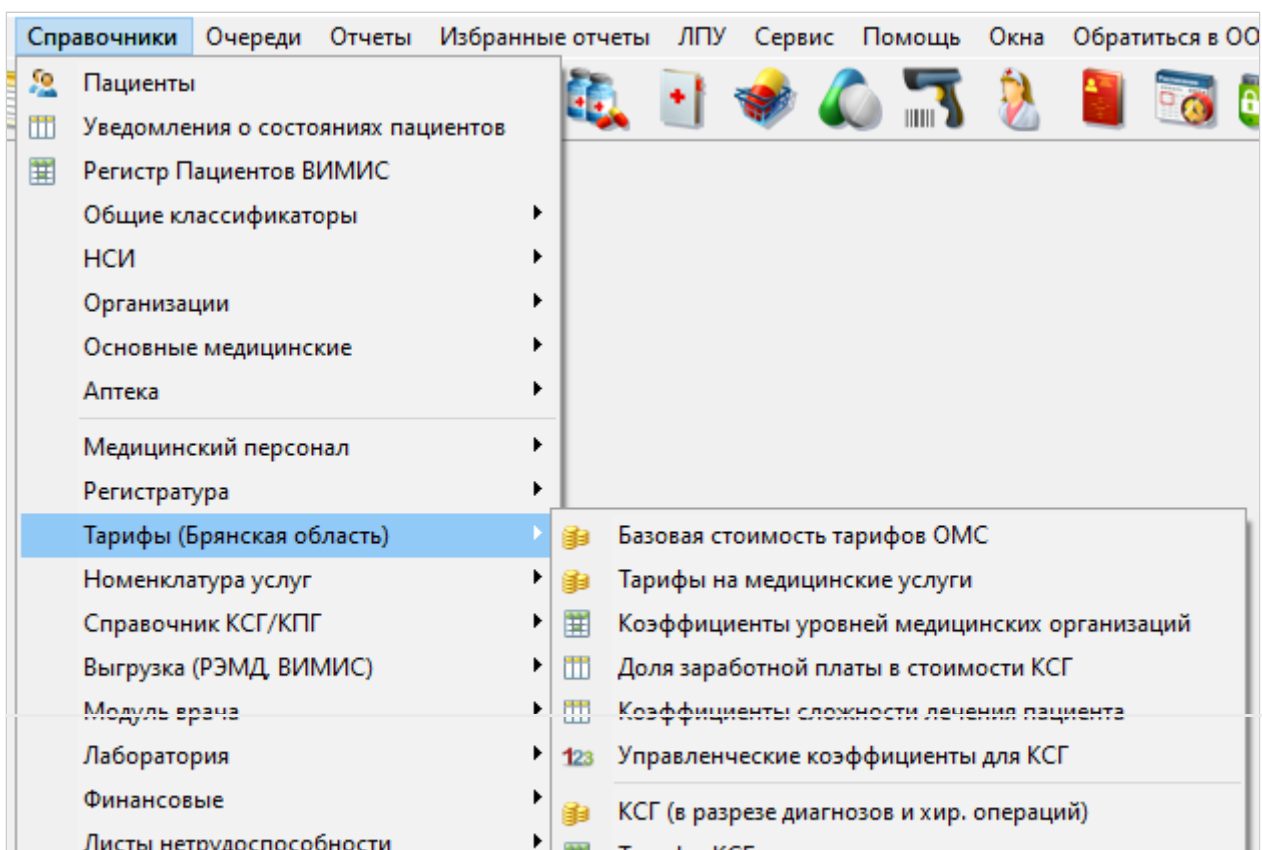 Справочники Очереди Отчеты Избранные отчеты ЛПУ Сервис Помощь Окна Обратиться в ОО
Пациенты
Уведомления о состояниях пациентов
Регистр Пациентов ВИМИС
Общие классификаторы
НСИ
Организации
Основные медицинские
Аптека
Медицинский персонал
Регистратура
Тарифы (Брянская область)
Номенклатура услуг
Справочник КСГ/КПГ
Выгрузка (РЭМД, ВИМИС)
Модуль врача
Лаборатория
Финансовые
Листы нетрудоспособности
Базовая стоимость тарифов ОМС
Тарифы на медицинские услуги
Коэффициенты уровней медицинских организаций
Доля заработной платы в стоимости КСГ
Коэффициенты сложности лечения пациента
123 Управленческие коэффициенты для КСГ
КСГ (в разрезе диагнозов и хир. операций)